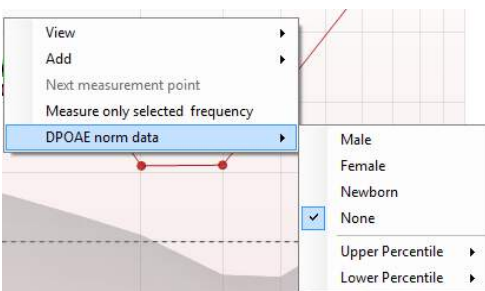 View
Add
Next measurement point
Measure only selected frequency
DPOAE norm data
Male
Female
Newborn
None
Upper Percentile
Lower Percentile